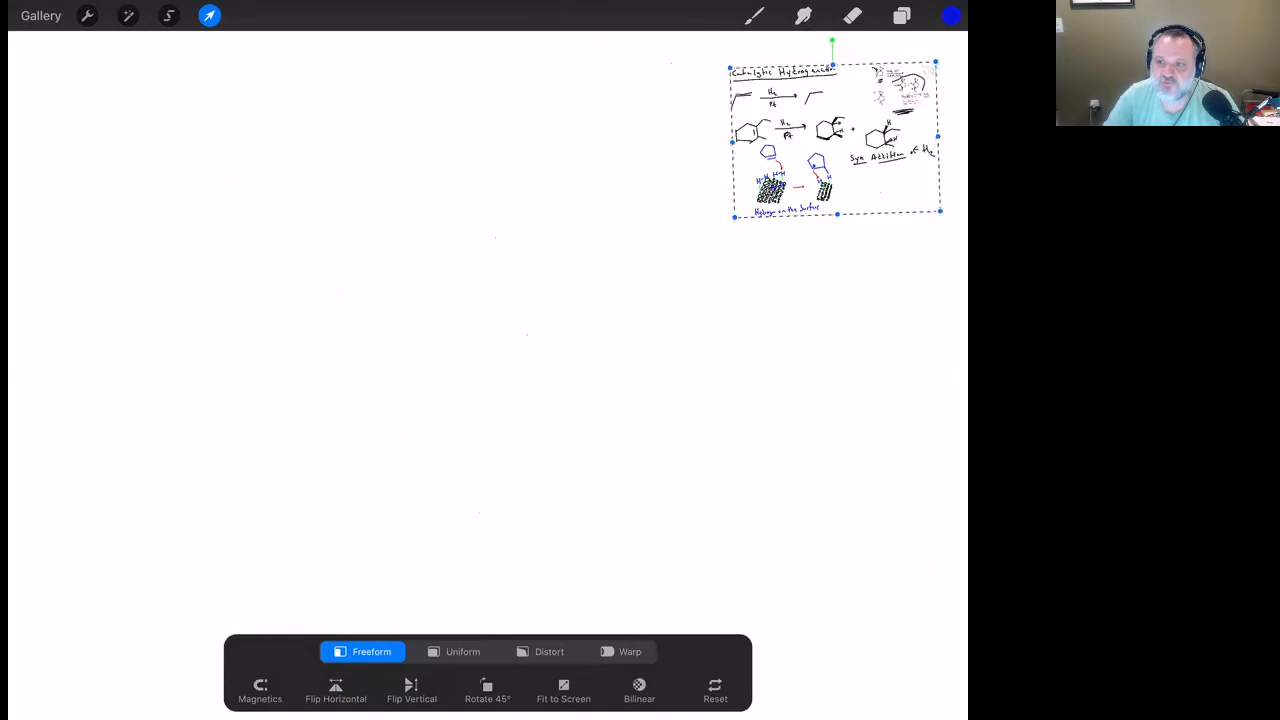 Gallery
Catalytic Hydrogenation
H2
Pt
H2
Pt
H
H
+
H
H
Syn Addition of H2
H-H H-H
H
H
Hydrogen on the Surface
Freeform
Uniform
Distort
Warp
Magnetics
Flip Horizontal
Flip Vertical
Rotate 45°
Fit to Screen
Bilinear
Reset